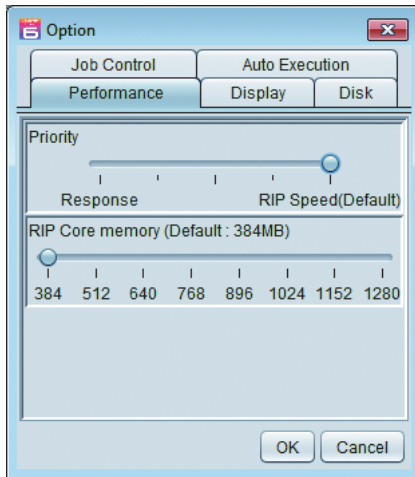 6 Option
Job Control Auto Execution
Performance Display Disk
Priority
Response RIP Speed(Default)
RIP Core memory (Default : 384MB)
384 512 640 768 896 1024 1152 1280
OK Cancel